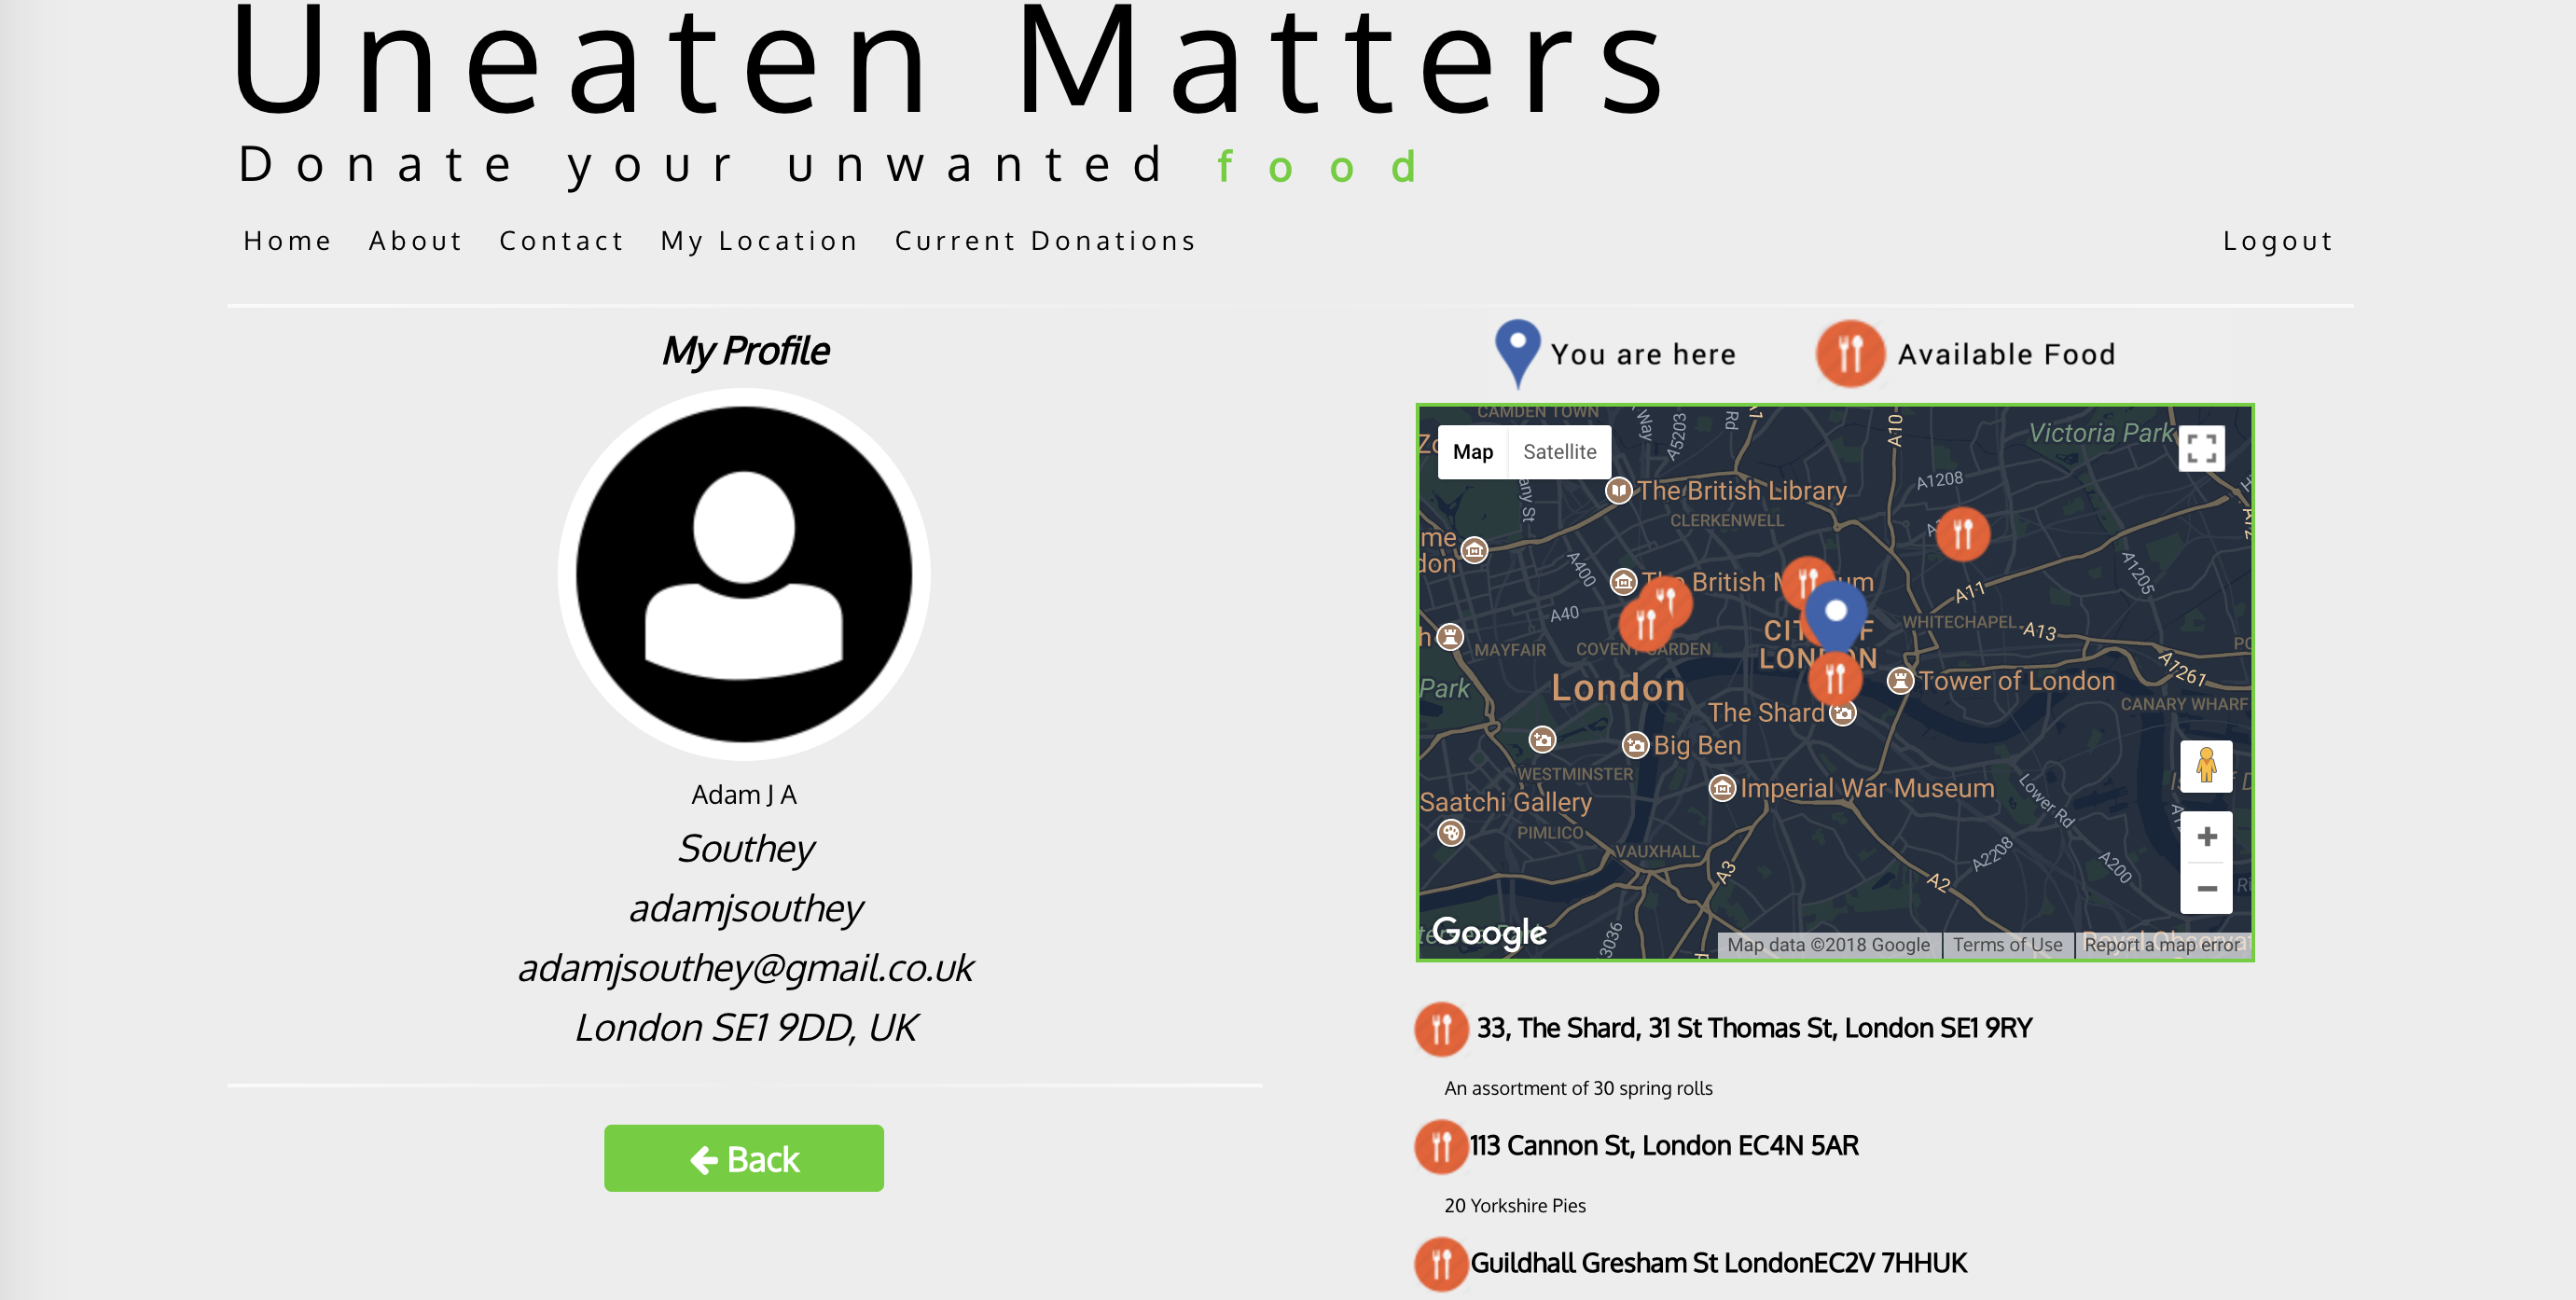 Uneaten Matters
Donate your unwanted food
Home About Contact My Location Current Donations Logout
My Profile
Adam J A
Southey
adamjsouthey
adamjsouthey@gmail.co.uk
London SE1 9DD, UK
Back
You are here Available Food
CAMDEN TOWN
Way
A5203
Rd
A10
Victoria Park
Map Satellite
A1208
The British Library
CLERKENWELL
A400
A1205
The British
A11
A40
CITY OF
LONDON
WHITECHAPEL
A13
MAYFAIR
COVENT GARDEN
A1261
Park
London
Tower of London
CANARY WHARF
The Shard
Big Ben
WESTMINSTER
Imperial War Museum
Lower Rd
Saatchi Gallery
PIMLICO
VAUXHALL
A3
A2208
A200
A2
Google
3036
Map data ©2018 Google Terms of Use Report a map error
33, The Shard, 31 St Thomas St, London SE1 9RY
An assortment of 30 spring rolls
113 Cannon St, London EC4N 5AR
20 Yorkshire Pies
Guildhall Gresham St LondonEC2V 7HHUK